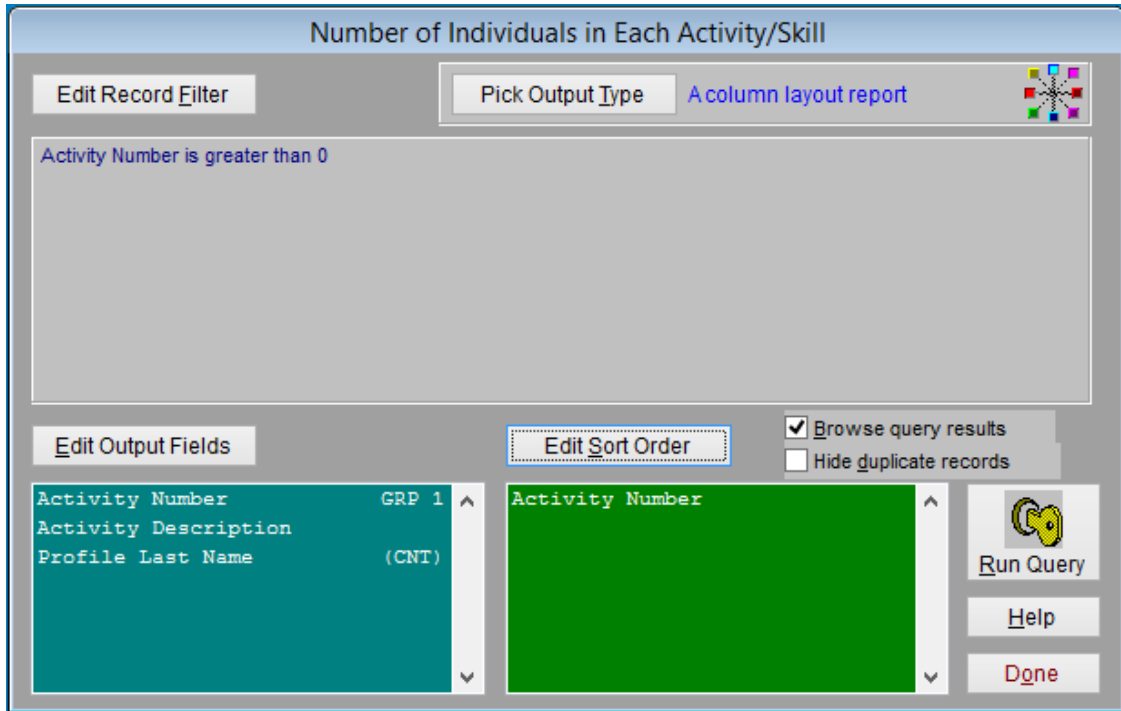 Number of Individuals in Each Activity/Skill
Edit Record Filter
Pick Output Type
A column layout report
Activity Number is greater than 0
Edit Output Fields
Edit Sort Order
Browse query results
Hide duplicate records
Activity Number GRP 1
Activity Description
Profile Last Name (CNT)
Activity Number
Run Query
Help
Done